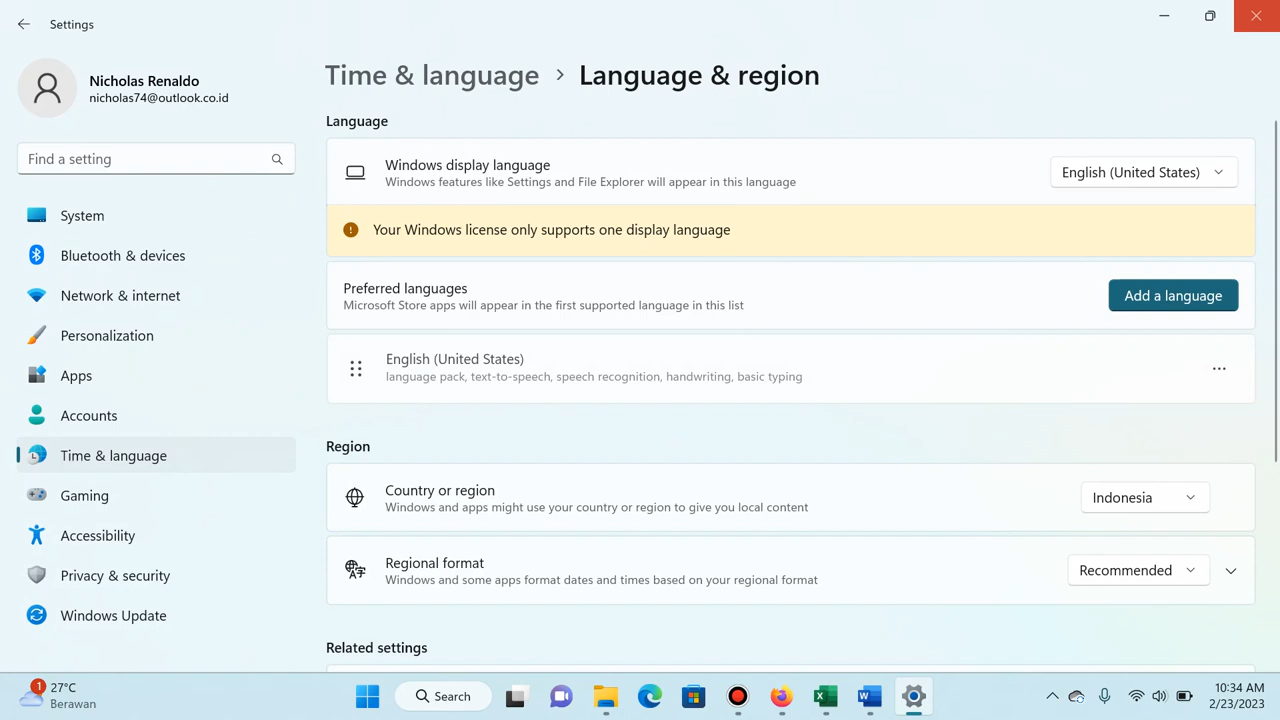 Settings
Nicholas Renaldo
nicholas74@outlook.co.id
Find a setting
System
Bluetooth & devices
Network & internet
Personalization
Apps
Accounts
Time & language
Gaming
Accessibility
Privacy & security
Windows Update
Time & language > Language & region
Language
Windows display language
Windows features like Settings and File Explorer will appear in this language
English (United States)
Your Windows license only supports one display language
Preferred languages
Microsoft Store apps will appear in the first supported language in this list
Add a language
English (United States)
language pack, text-to-speech, speech recognition, handwriting, basic typing
Region
Country or region
Windows and apps might use your country or region to give you local content
Indonesia
Regional format
Windows and some apps format dates and times based on your regional format
Recommended
Related settings
1
27°C
Berawan
Search
10:34 AM
2/23/2023